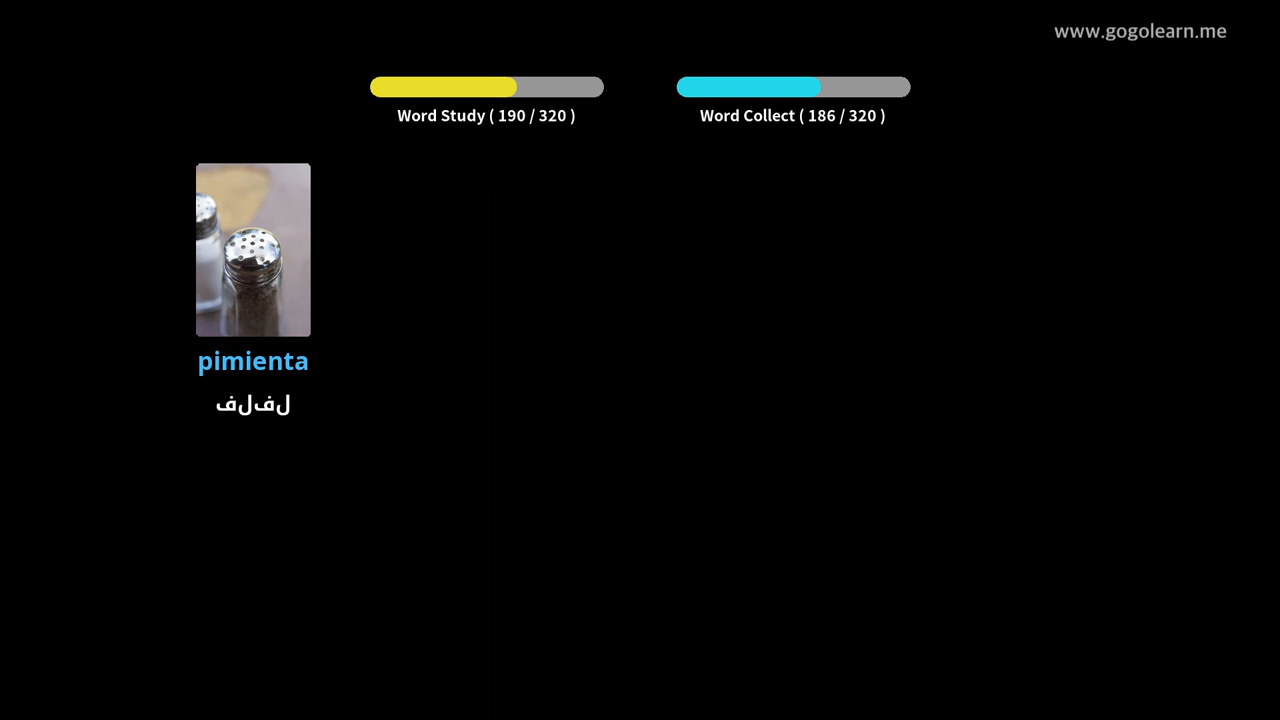 www.gogolearn.me
Word Study ( 190 / 320 )
Word Collect ( 186 / 320 )
pimienta
فلفل